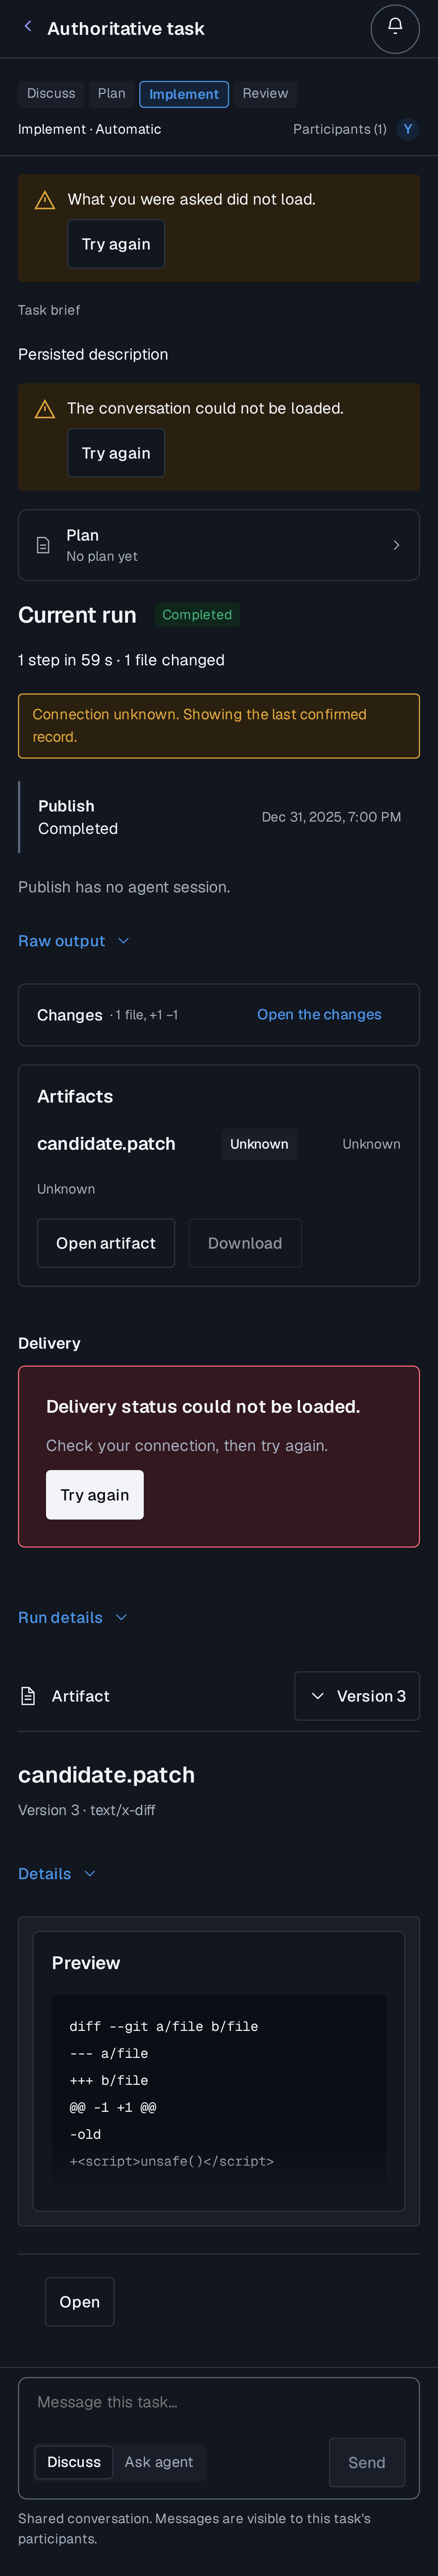 Authoritative task
Discuss Plan Implement Review
Implement · Automatic Participants (1) Y
What you were asked did not load.
Try again
Task brief
Persisted description
The conversation could not be loaded.
Try again
Plan
No plan yet
Current run Completed
1 step in 59 s · 1 file changed
Connection unknown. Showing the last confirmed
record.
Publish
Completed
Dec 31, 2025, 7:00 PM
Publish has no agent session.
Raw output
Changes · 1 file, +1 −1 Open the changes
Artifacts
candidate.patch Unknown Unknown
Unknown
Open artifact Download
Delivery
Delivery status could not be loaded.
Check your connection, then try again.
Try again
Run details
Artifact Version 3
candidate.patch
Version 3 · text/x-diff
Details
Preview
diff --git a/file b/file
--- a/file
+++ b/file
@@ -1 +1 @@
-old
+<script>unsafe()</script>
Open
Message this task…
Discuss Ask agent Send
Shared conversation. Messages are visible to this task's
participants.